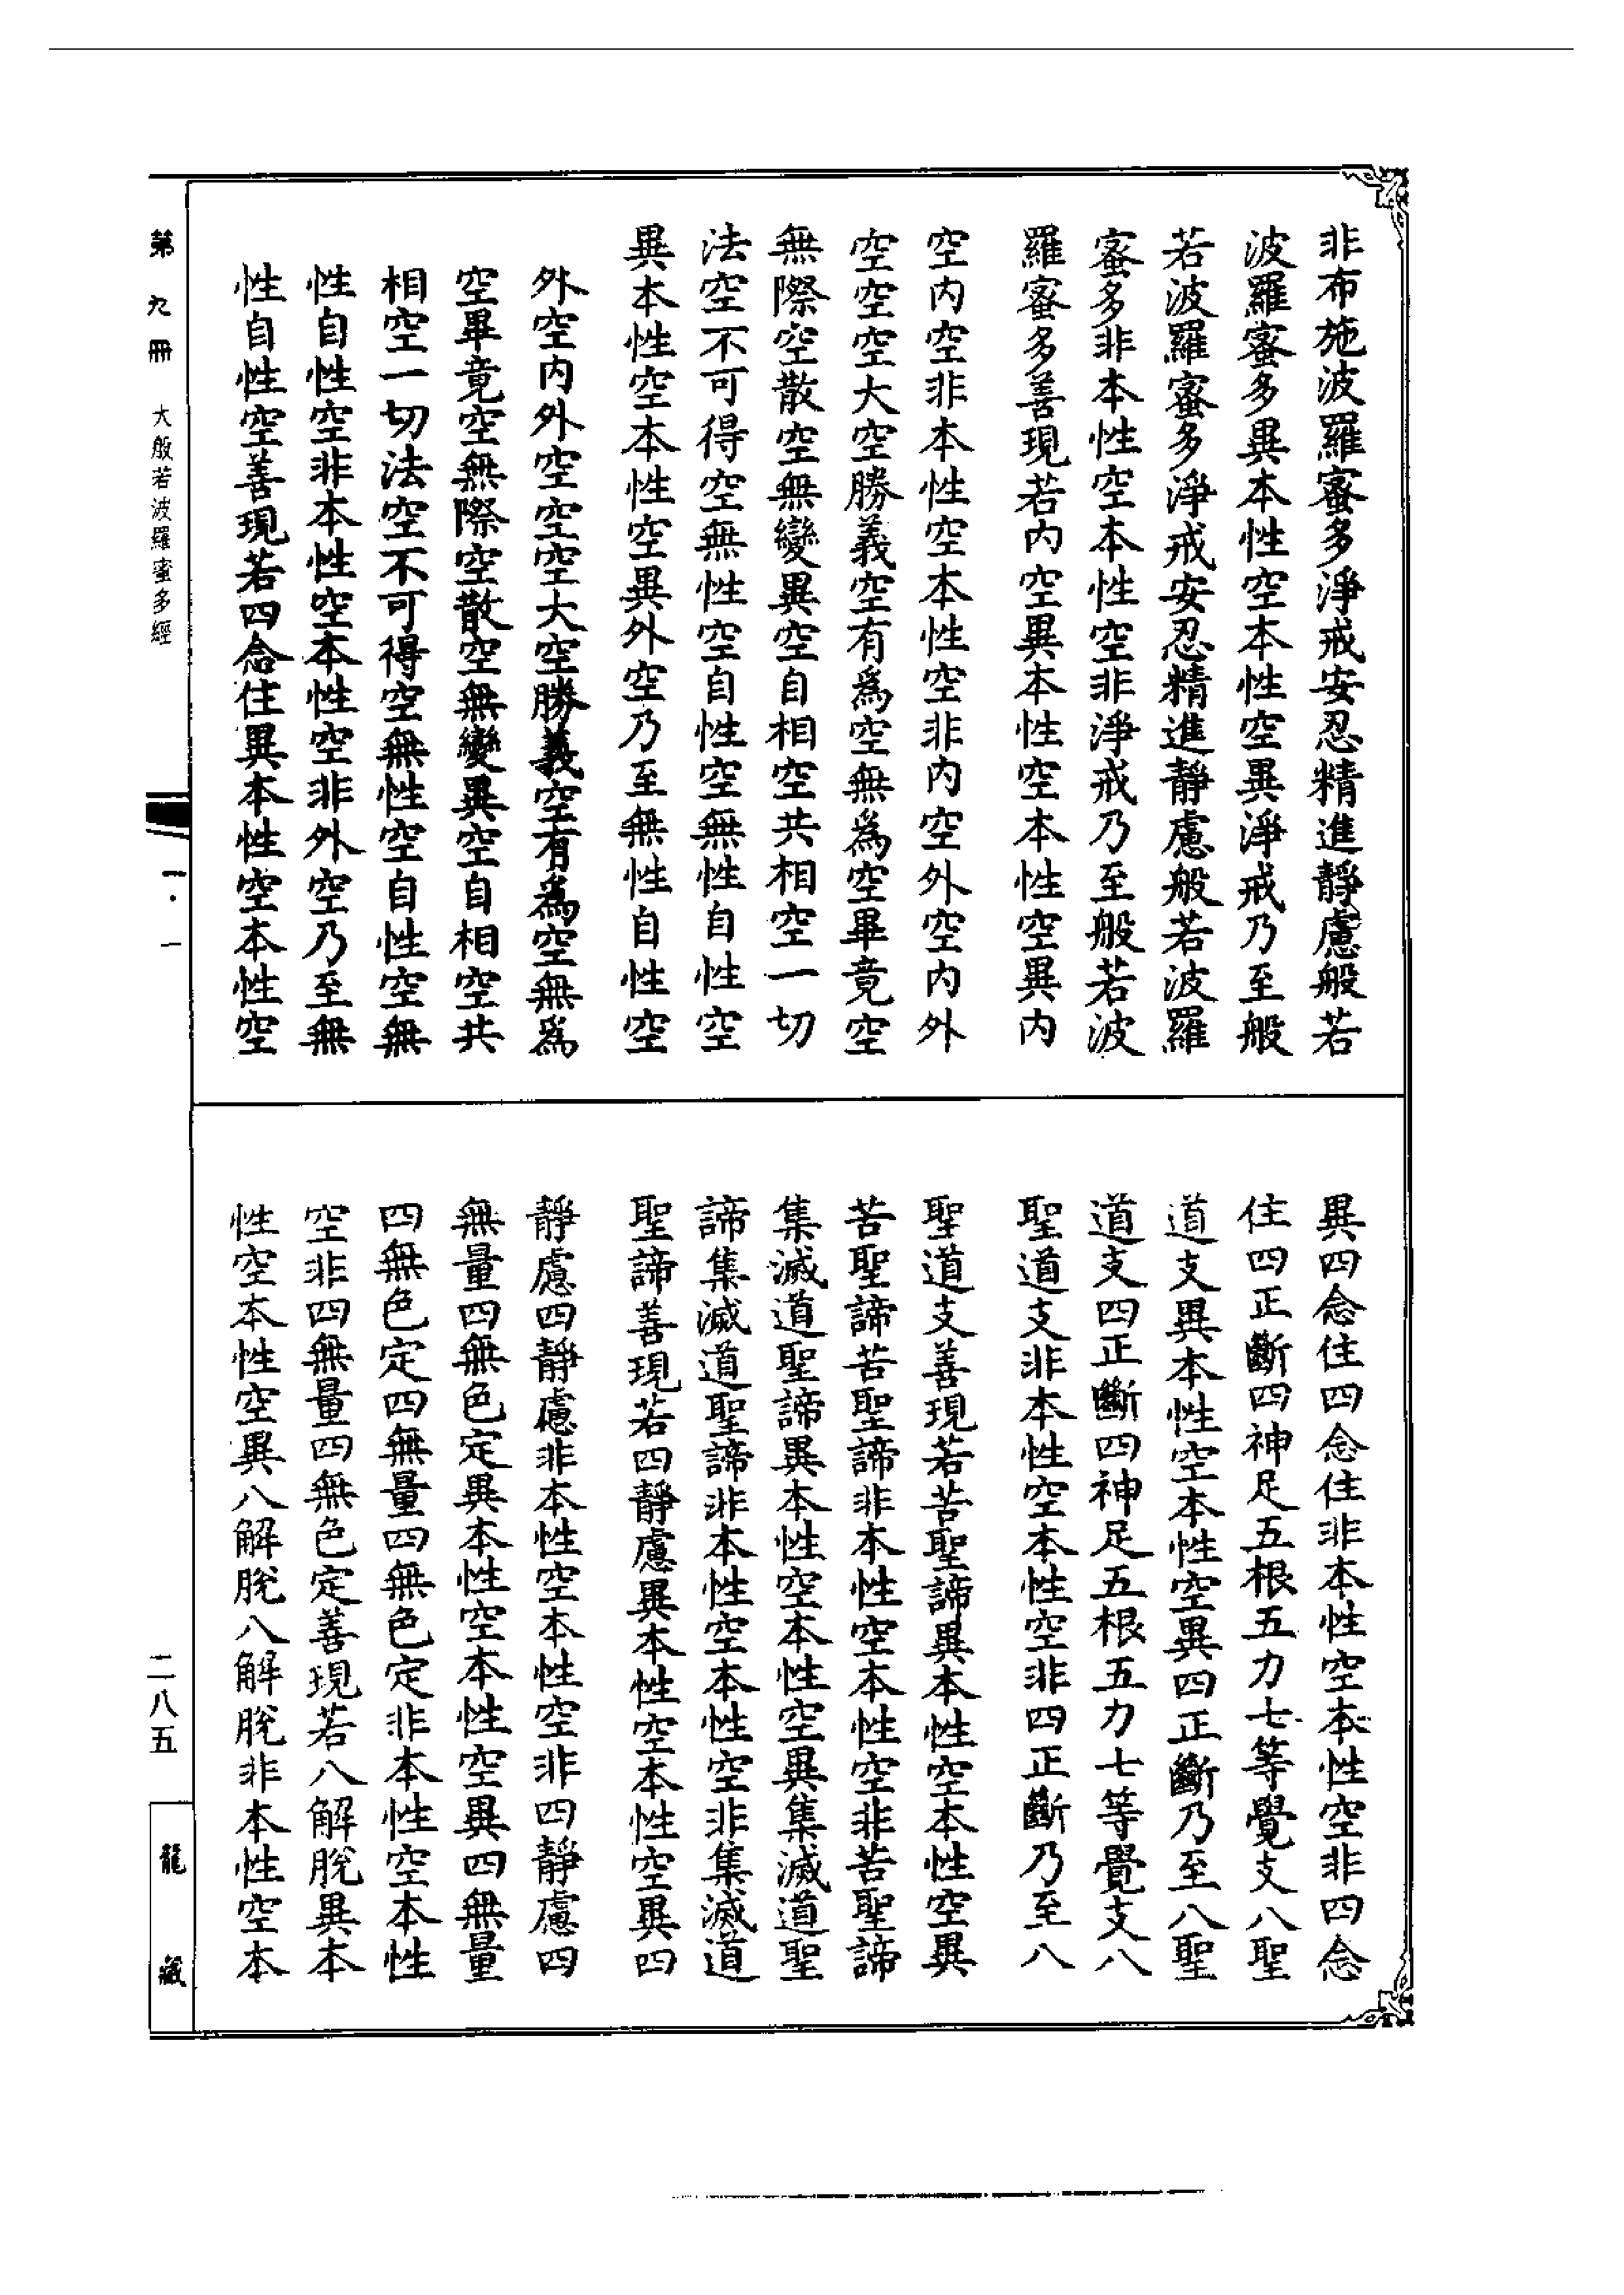 非布施波羅蜜多淨戒安忍精進靜慮般若
波羅蜜多異本性空本性空異淨戒乃至般
若波羅蜜多淨戒安忍精進靜慮般若波羅
蜜多非本性空本性空非淨戒乃至般若波
羅蜜多善現若內空異本性空本性空異內
空內空非本性空本性空非內空外空內外
空空空大空勝義空有為空無為空畢竟空
無際空散空無變異空自相空共相空一切
法空不可得空無性空自性空無性自性空
異本性空本性空異外空乃至無性自性空
外空內外空空空大空勝義空有為空無為
空畢竟空無際空散空無變異空自相空共
相空一切法空不可得空無性空自性空無
性自性空非本性空本性空非外空乃至無
性自性空善現若四念住異本性空本性空
異四念住四念住非本性空本性空非四念
住四正斷四神足五根五力七等覺支八聖
道支異本性空本性空異四正斷乃至八聖
道支四正斷四神足五根五力七等覺支八
聖道支非本性空本性空非四正斷乃至八
聖道支善現若苦聖諦異本性空本性空異
苦聖諦苦聖諦非本性空本性空非苦聖諦
集滅道聖諦異本性空本性空異集滅道聖
諦集滅道聖諦非本性空本性空非集滅道
聖諦善現若四靜慮異本性空本性空異四
靜慮四靜慮非本性空本性空非四靜慮四
無量四無色定異本性空本性空異四無量
四無色定四無量四無色定非本性空本性
空非四無量四無色定善現若八解脫異本
性空本性空異八解脫八解脫非本性空本
第九冊 大般若波羅蜜多經
一·一
二八五
龍藏